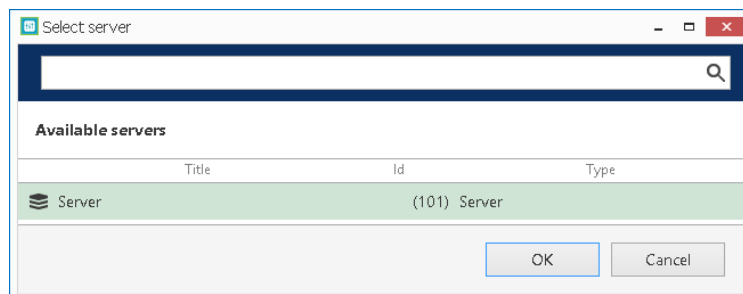 Select server
Available servers
Title Id Type
Server (101) Server
OK Cancel